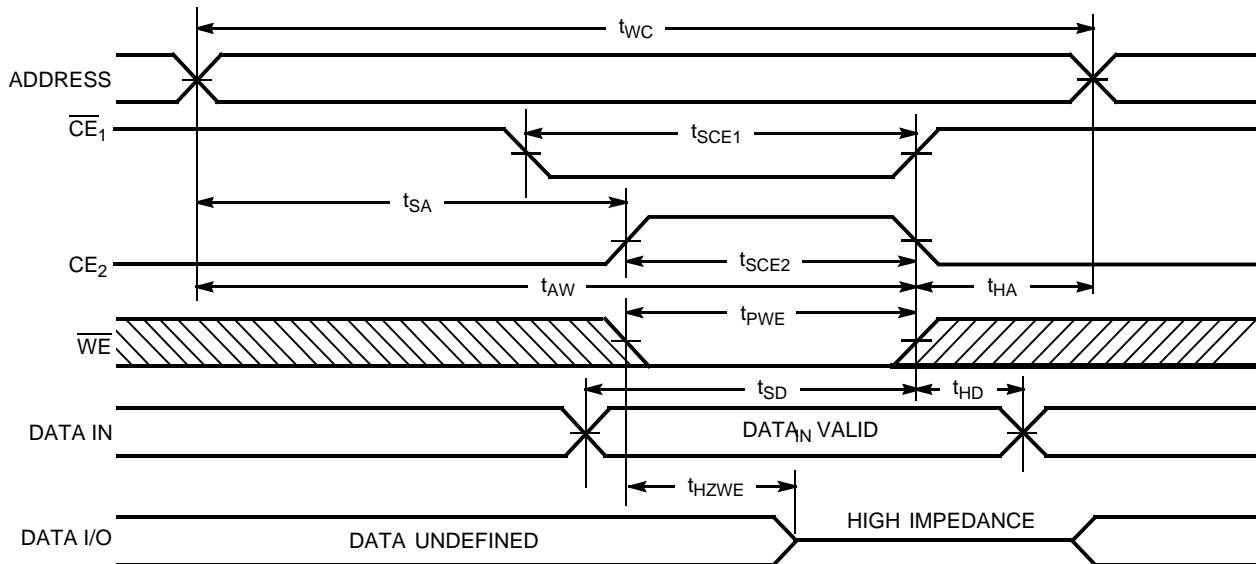 tWC
ADDRESS
CE1
tSCE1
tSA
CE2
tSCE2
tAW
tHA
tPWE
WE
tSD
tHD
DATA IN
DATAIN VALID
tHZWE
HIGH IMPEDANCE
DATA I/O
DATA UNDEFINED